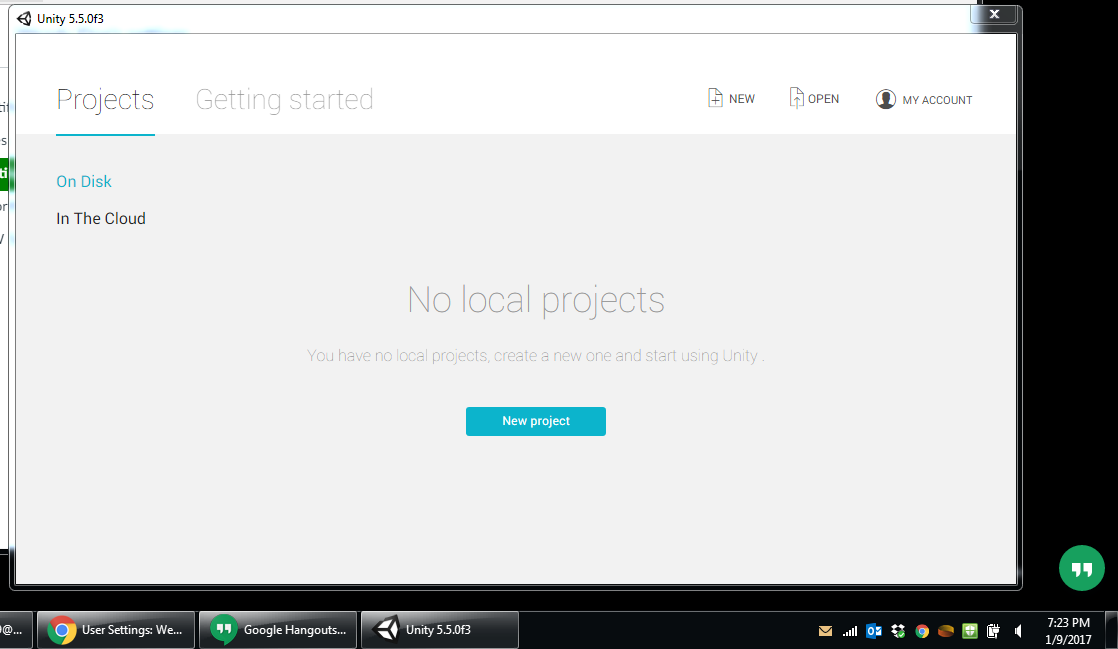 Unity 5.5.0f3
Projects
Getting started
NEW
OPEN
MY ACCOUNT
On Disk
In The Cloud
No local projects
You have no local projects, create a new one and start using Unity .
New project
User Settings: We...
Google Hangouts...
Unity 5.5.0f3
7:23 PM
1/9/2017